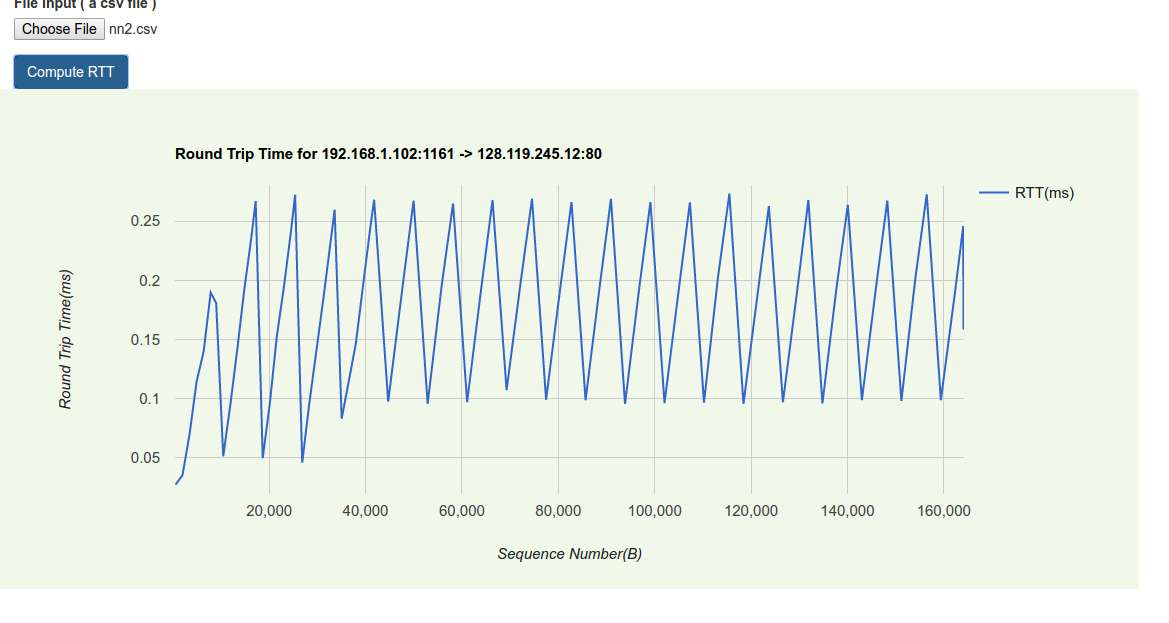 File Input ( a csv file )
Choose File nn2.csv
Compute RTT
Round Trip Time for 192.168.1.102:1161 -> 128.119.245.12:80
RTT(ms)
Round Trip Time(ms)
0.25
0.2
0.15
0.1
0.05
20,000 40,000 60,000 80,000 100,000 120,000 140,000 160,000
Sequence Number(B)